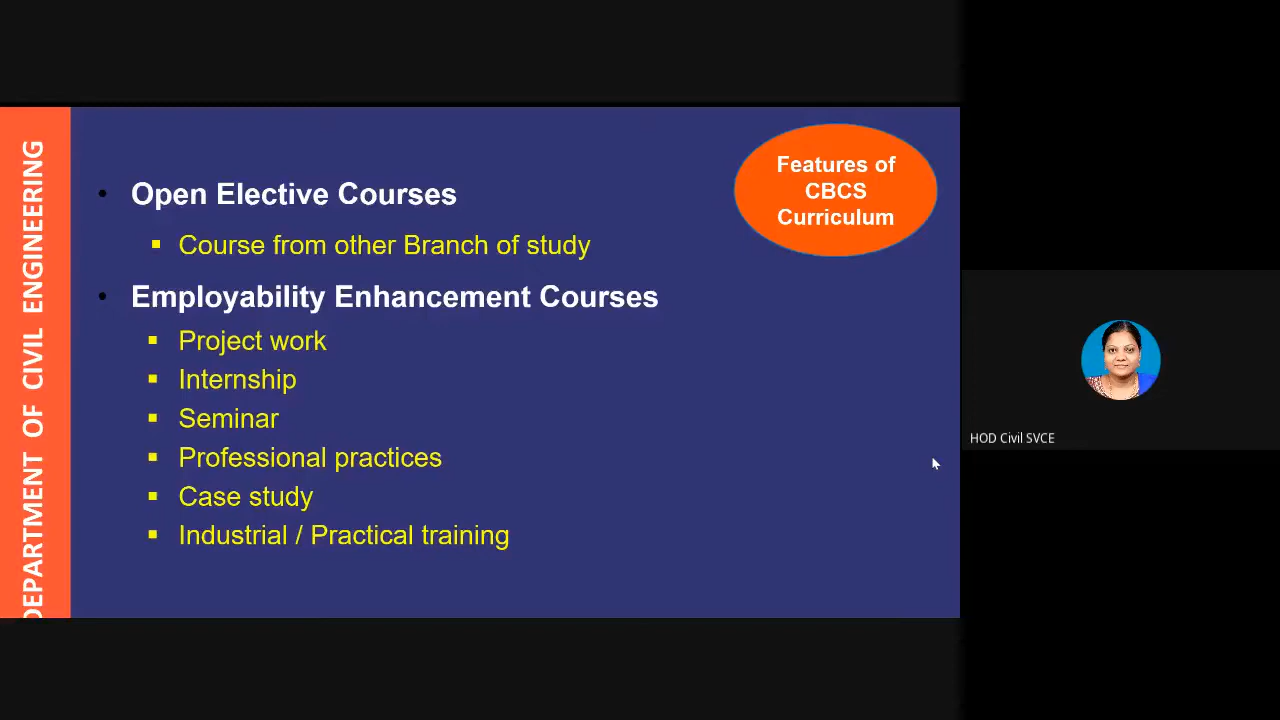 DEPARTMENT OF CIVIL ENGINEERING
Features of
CBCS
Curriculum
• Open Elective Courses
▪ Course from other Branch of study
• Employability Enhancement Courses
▪ Project work
▪ Internship
▪ Seminar
▪ Professional practices
▪ Case study
▪ Industrial / Practical training
HOD Civil SVCE